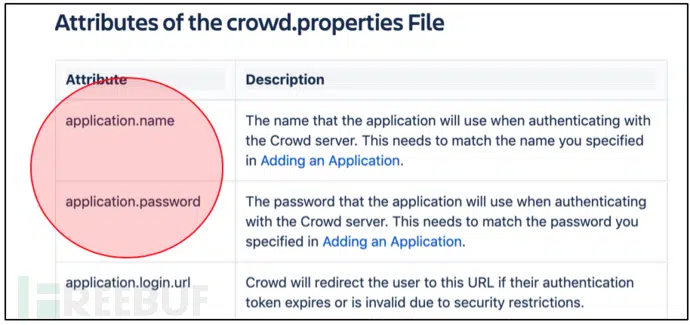 Attributes of the crowd.properties File
Attribute Description
application.name The name that the application will use when authenticating with
the Crowd server. This needs to match the name you specified
in Adding an Application.
application.password The password that the application will use when authenticating
with the Crowd server. This needs to match the password you
specified in Adding an Application.
application.login.url Crowd will redirect the user to this URL if their authentication
token expires or is invalid due to security restrictions.
FREEBUF